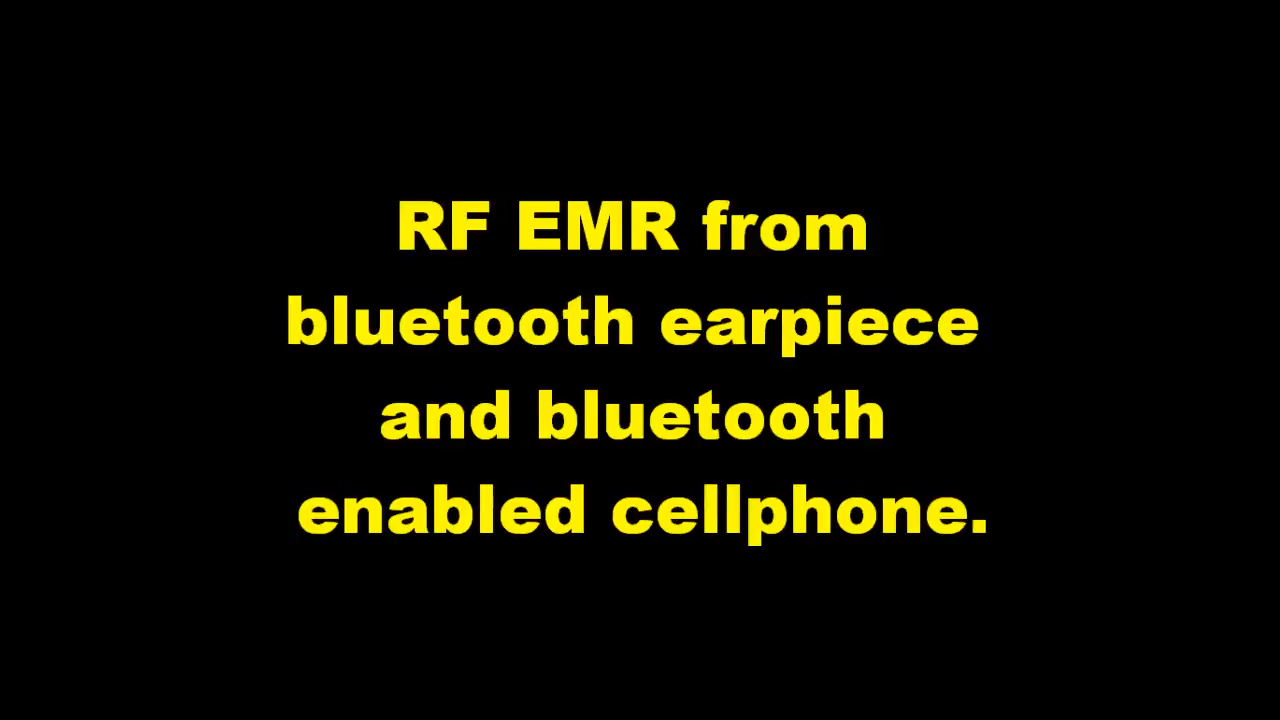 RF EMR from
bluetooth earpiece
and bluetooth
enabled cellphone.